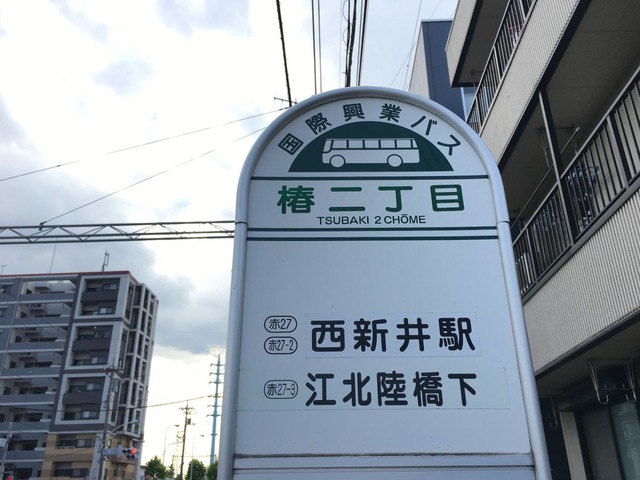 国際興業バス
椿二丁目
TSUBAKI 2 CHŌME
赤27
赤27-2
西新井駅
赤27-3 江北陸橋下